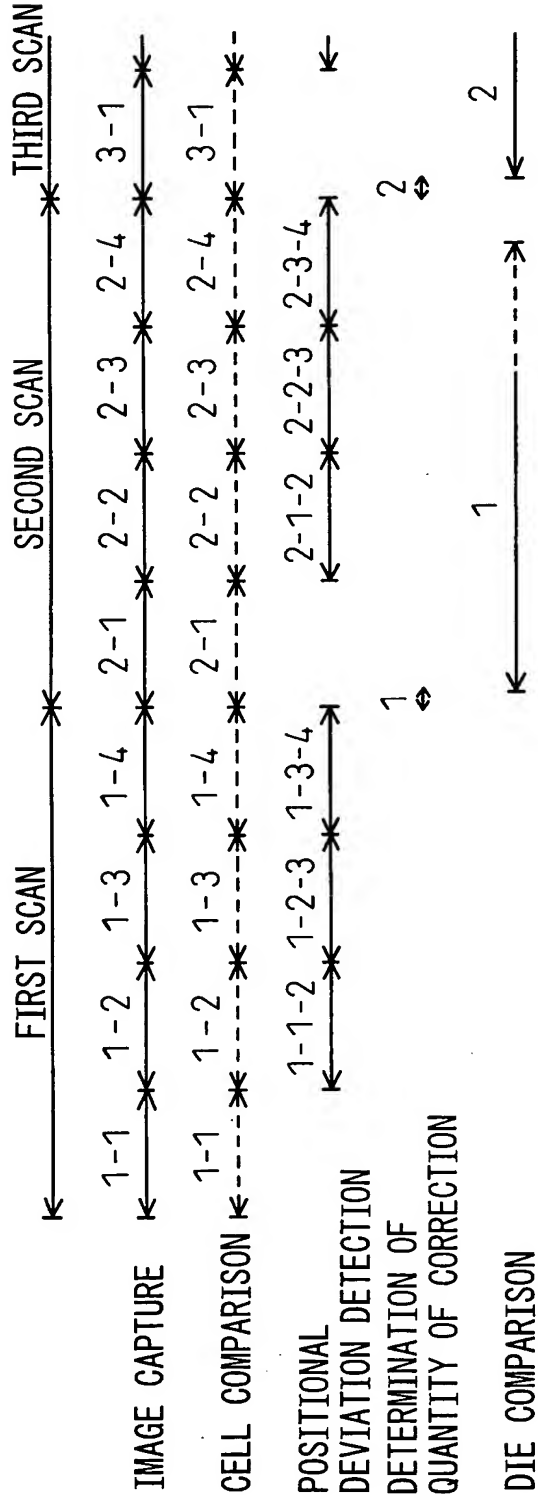 FIRST SCAN SECOND SCAN THIRD SCAN
IMAGE CAPTURE 1-1 1-2 1-3 1-4 2-1 2-2 2-3 2-4 3-1
CELL COMPARISON 1-1 1-2 1-3 1-4 2-1 2-2 2-3 2-4 3-1
POSITIONAL
DEVIATION DETECTION 1-1-2 1-2-3 1-3-4 2-1-2 2-2-3 2-3-4
DETERMINATION OF
QUANTITY OF CORRECTION 1 2
DIE COMPARISON 1 2